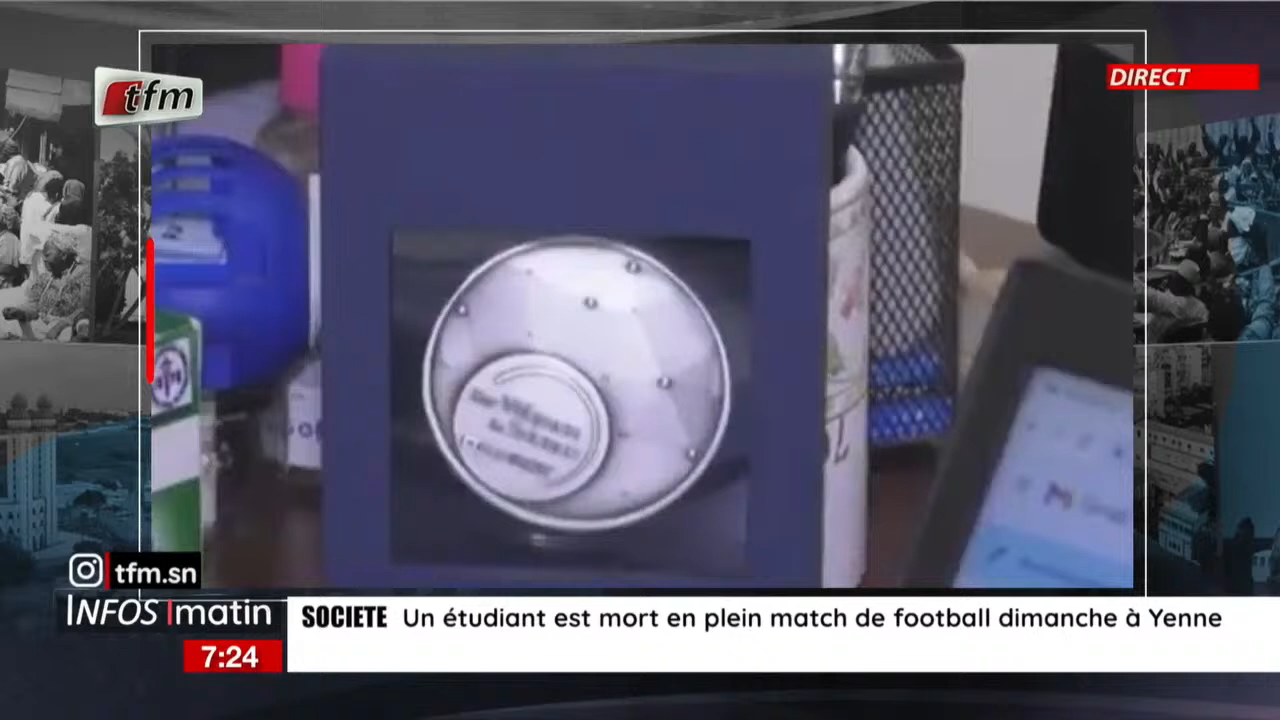 tfm
DIRECT
tfm.sn
INFOS matin
SOCIETE Un étudiant est mort en plein match de football dimanche à Yenne
7:24